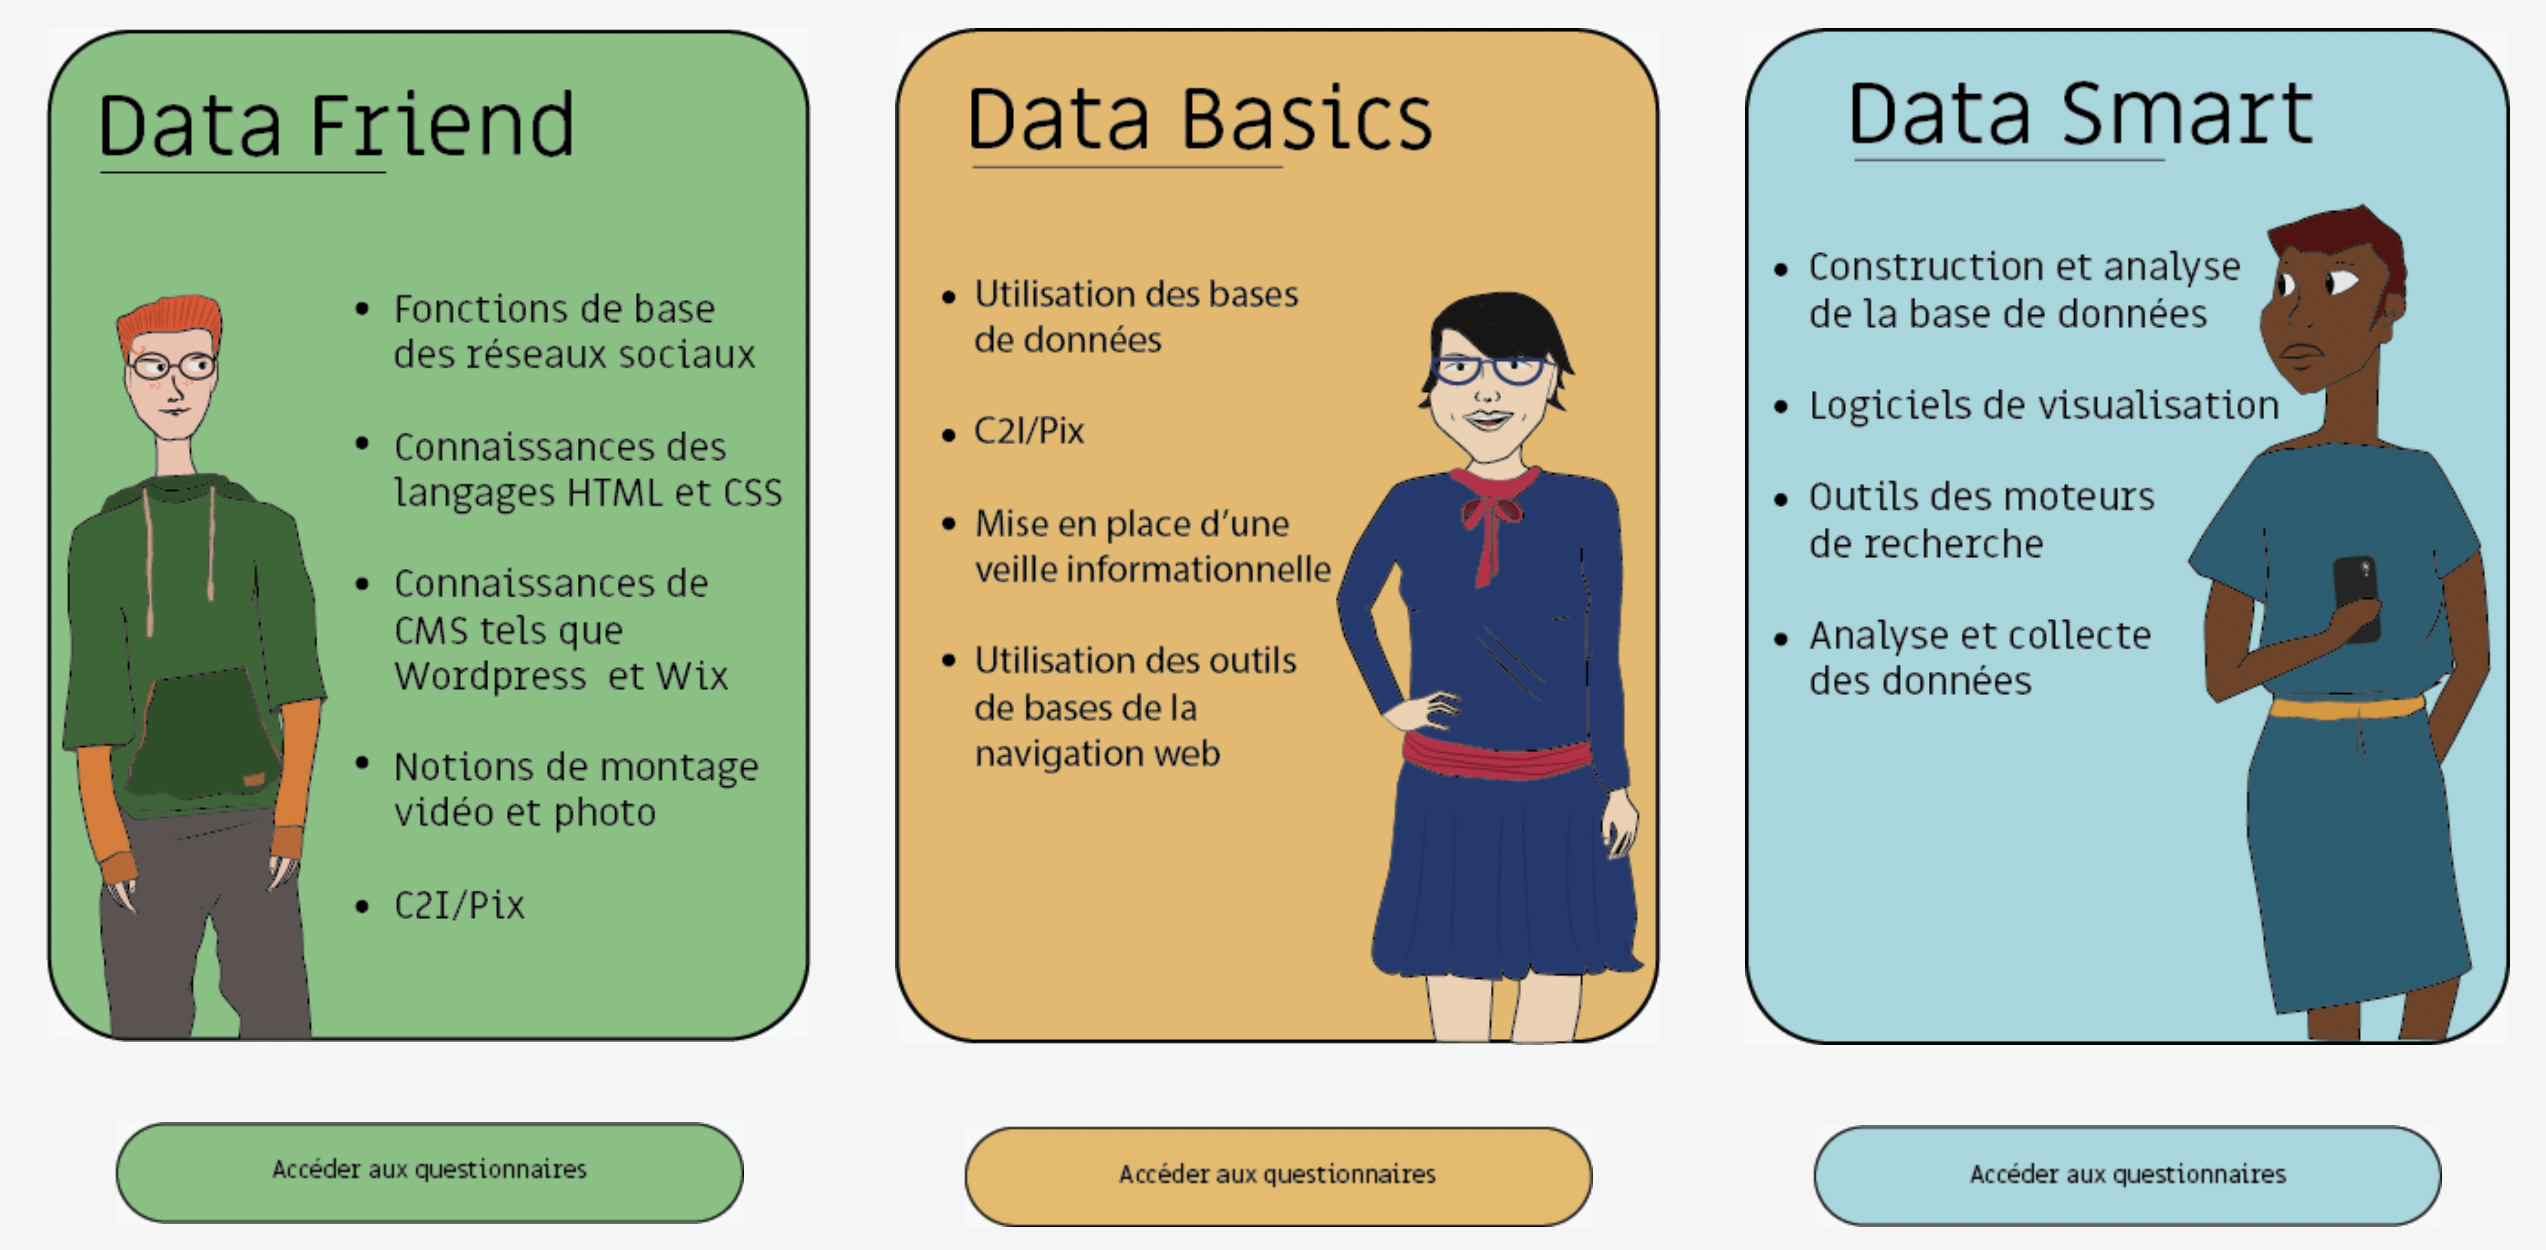 Data Friend
• Fonctions de base
des réseaux sociaux
• Connaissances des
langages HTML et CSS
• Connaissances de
CMS tels que
Wordpress et Wix
• Notions de montage
vidéo et photo
• C2I/Pix
Accéder aux questionnaires
Data Basics
• Utilisation des bases
de données
• C2I/Pix
• Mise en place d’une
veille informationnelle
• Utilisation des outils
de bases de la
navigation web
Accéder aux questionnaires
Data Smart
• Construction et analyse
de la base de données
• Logiciels de visualisation
• Outils des moteurs
de recherche
• Analyse et collecte
des données
Accéder aux questionnaires